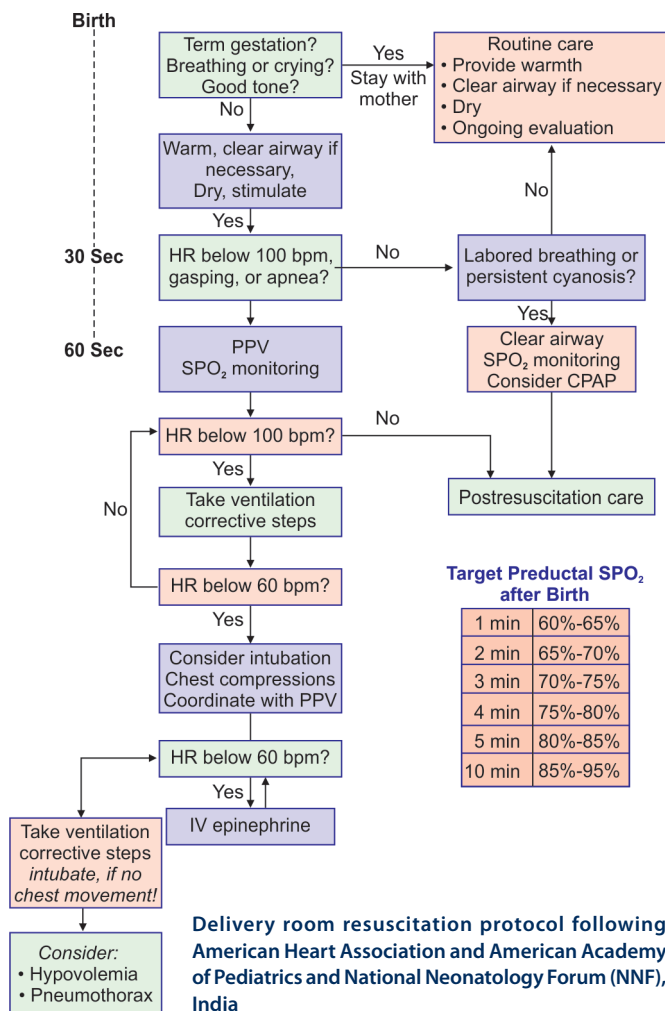 Birth
Term gestation?
Breathing or crying?
Good tone?
Yes
Stay with
mother
Routine care
• Provide warmth
• Clear airway if necessary
• Dry
• Ongoing evaluation
No
Warm, clear airway if
necessary,
Dry, stimulate
No
Yes
30 Sec
HR below 100 bpm,
gasping, or apnea?
No
Labored breathing or
persistent cyanosis?
Yes
60 Sec
PPV
SPO₂ monitoring
Clear airway
SPO₂ monitoring
Consider CPAP
HR below 100 bpm?
No
Yes
Take ventilation
corrective steps
Postresuscitation care
No
HR below 60 bpm?
Yes
Target Preductal SPO₂
after Birth
1 min 60%-65%
2 min 65%-70%
3 min 70%-75%
4 min 75%-80%
5 min 80%-85%
10 min 85%-95%
Consider intubation
Chest compressions
Coordinate with PPV
HR below 60 bpm?
Yes
IV epinephrine
Take ventilation
corrective steps
intubate, if no
chest movement!
Consider:
• Hypovolemia
• Pneumothorax
Delivery room resuscitation protocol following
American Heart Association and American Academy
of Pediatrics and National Neonatology Forum (NNF),
India